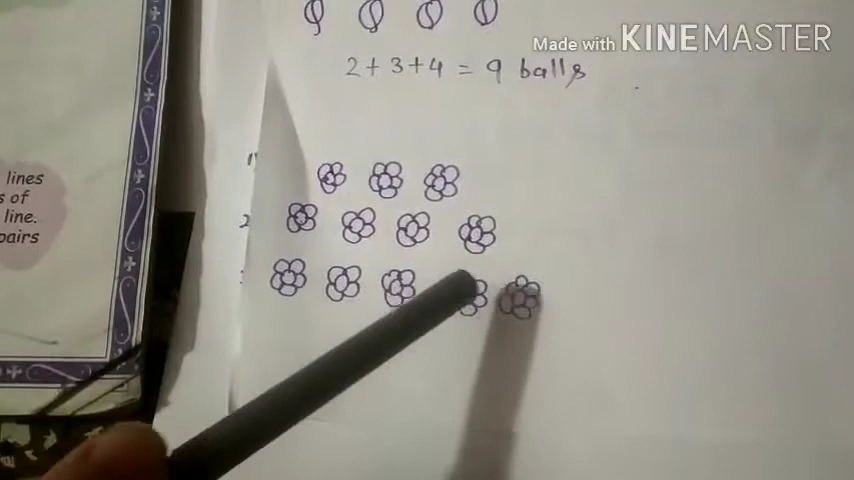 Made with KINEMASTER
2+3+4 = 9 balls
lines
s of
line.
pairs